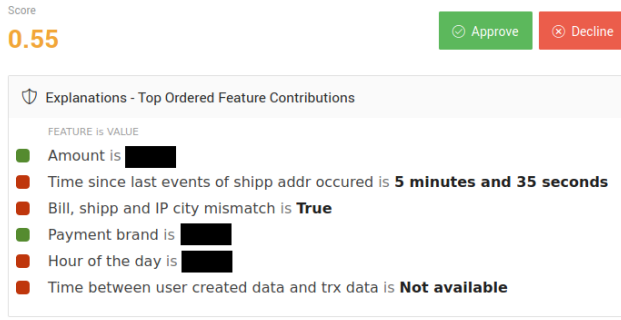 Score
0.55
Approve
Decline
Explanations - Top Ordered Feature Contributions
FEATURE is VALUE
Amount is
Time since last events of shipp addr occured is 5 minutes and 35 seconds
Bill, shipp and IP city mismatch is True
Payment brand is
Hour of the day is
Time between user created data and trx data is Not available